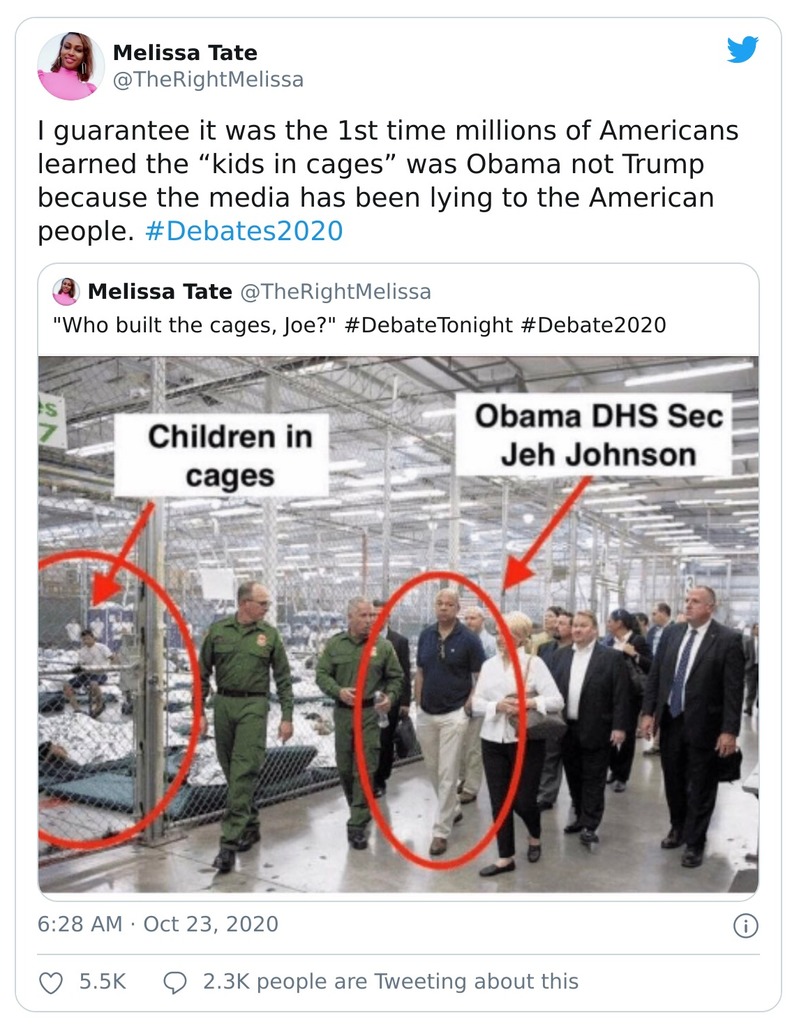 Melissa Tate
@TheRightMelissa
I guarantee it was the 1st time millions of Americans
learned the “kids in cages” was Obama not Trump
because the media has been lying to the American
people. #Debates2020
Melissa Tate @TheRightMelissa
"Who built the cages, Joe?" #DebateTonight #Debate2020
Children in
cages
Obama DHS Sec
Jeh Johnson
6:28 AM · Oct 23, 2020
5.5K 2.3K people are Tweeting about this